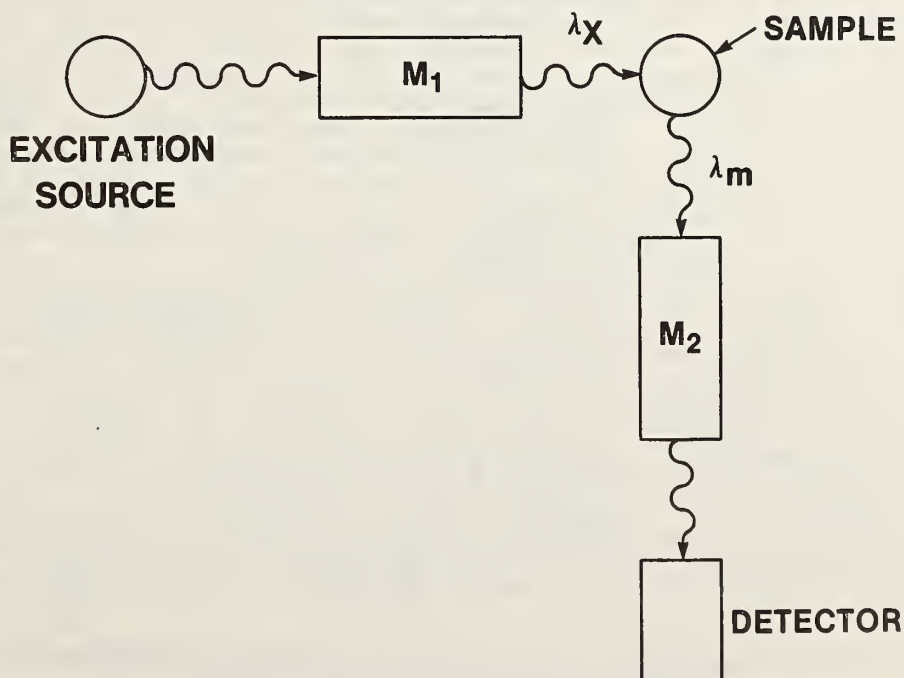 λX
SAMPLE
M1
EXCITATION
SOURCE
λm
M2
DETECTOR